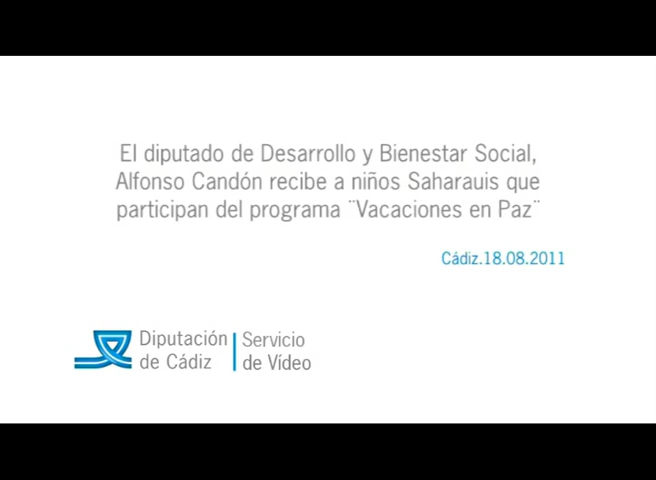 El diputado de Desarrollo y Bienestar Social,
Alfonso Candón recibe a niños Saharauis que
participan del programa ¨Vacaciones en Paz¨
Cádiz.18.08.2011
Diputación
de Cádiz
Servicio
de Vídeo